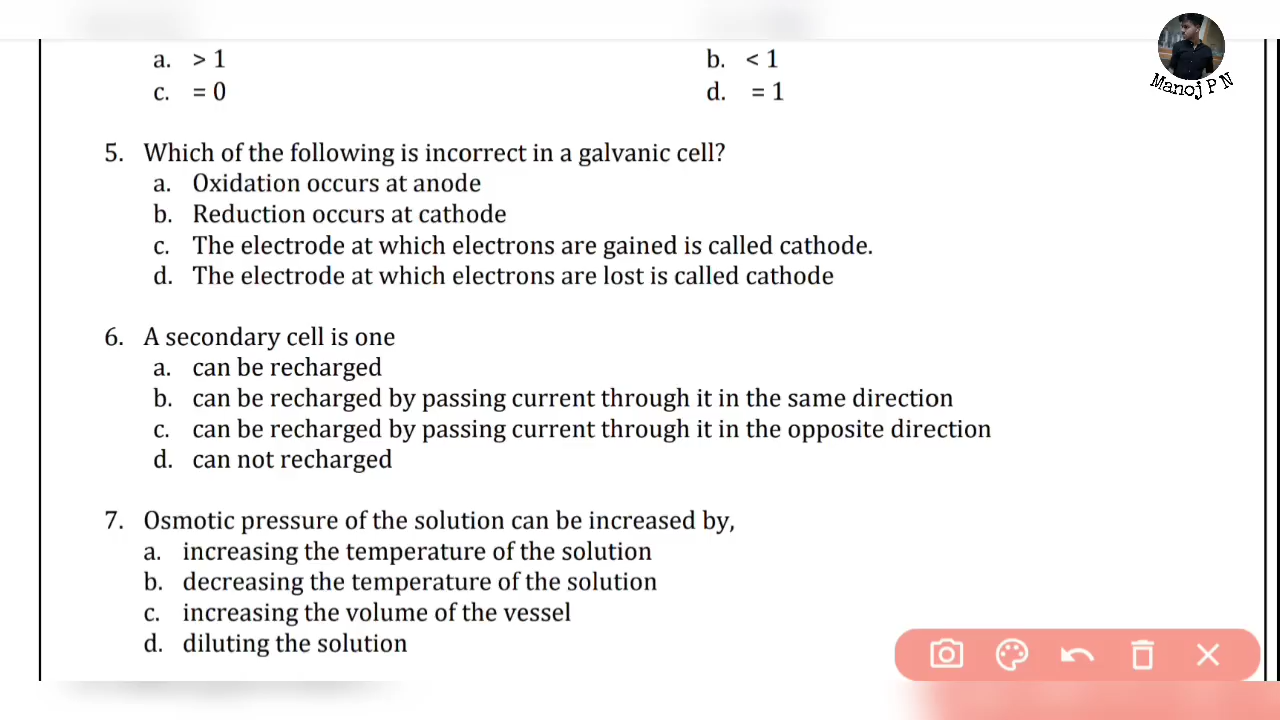 a. > 1 b. < 1
c. = 0 d. = 1
Manoj P N
5. Which of the following is incorrect in a galvanic cell?
a. Oxidation occurs at anode
b. Reduction occurs at cathode
c. The electrode at which electrons are gained is called cathode.
d. The electrode at which electrons are lost is called cathode
6. A secondary cell is one
a. can be recharged
b. can be recharged by passing current through it in the same direction
c. can be recharged by passing current through it in the opposite direction
d. can not recharged
7. Osmotic pressure of the solution can be increased by,
a. increasing the temperature of the solution
b. decreasing the temperature of the solution
c. increasing the volume of the vessel
d. diluting the solution